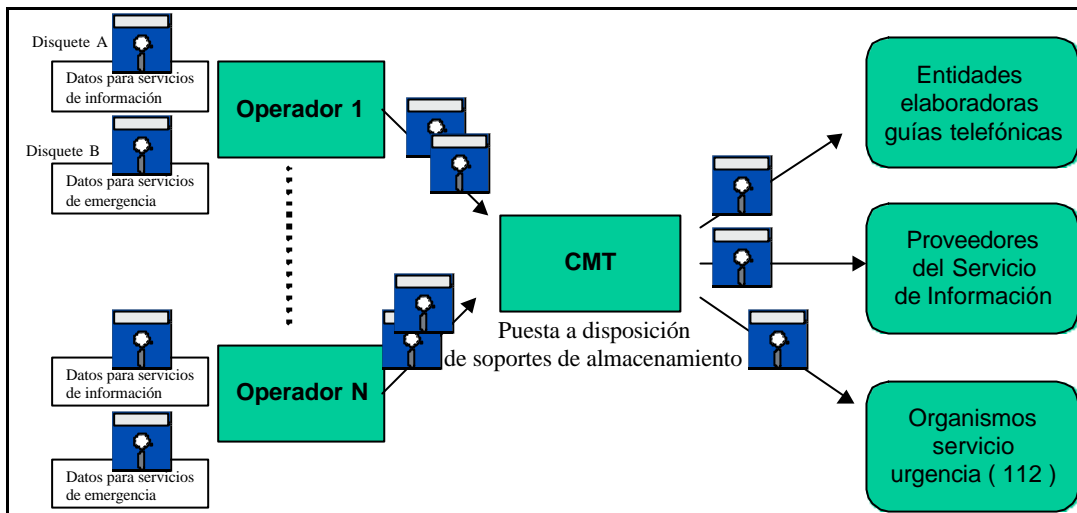 Disquete A
Datos para servicios
de información
Disquete B
Datos para servicios
de emergencia
Operador 1
Datos para servicios
de información
Datos para servicios
de emergencia
Operador N
CMT
Puesta a disposición
de soportes de almacenamiento
Entidades
elaboradoras
guías telefónicas
Proveedores
del Servicio
de Información
Organismos
servicio
urgencia ( 112 )